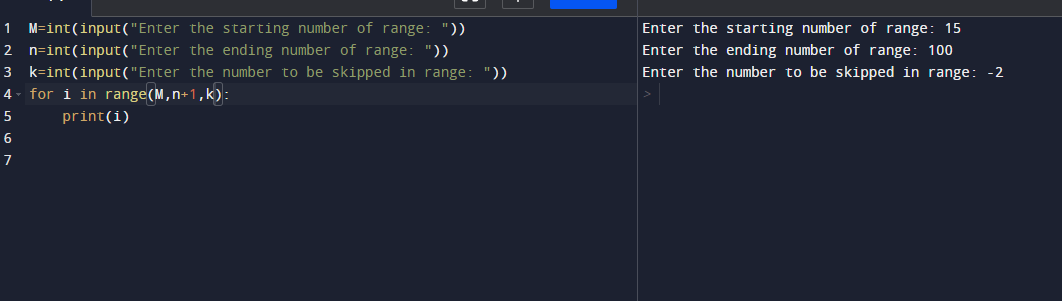 1 M=int(input("Enter the starting number of range: "))
2 n=int(input("Enter the ending number of range: "))
3 k=int(input("Enter the number to be skipped in range: "))
4 for i in range(M,n+1,k):
5     print(i)
6
7
Enter the starting number of range: 15
Enter the ending number of range: 100
Enter the number to be skipped in range: -2
>